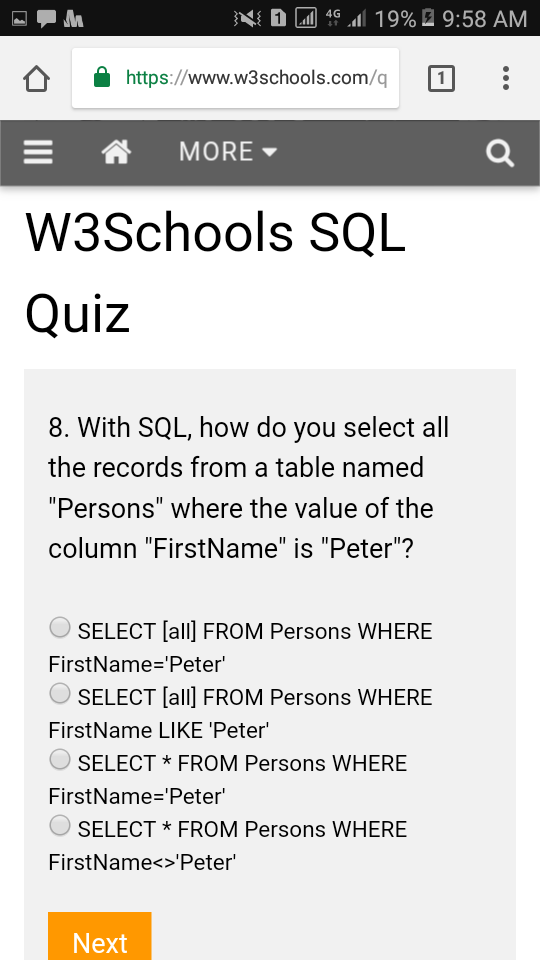 1 4G 19% 9:58 AM
https://www.w3schools.com/q 1
MORE
W3Schools SQL
Quiz
8. With SQL, how do you select all
the records from a table named
"Persons" where the value of the
column "FirstName" is "Peter"?
SELECT [all] FROM Persons WHERE
FirstName='Peter'
SELECT [all] FROM Persons WHERE
FirstName LIKE 'Peter'
SELECT * FROM Persons WHERE
FirstName='Peter'
SELECT * FROM Persons WHERE
FirstName<>'Peter'
Next